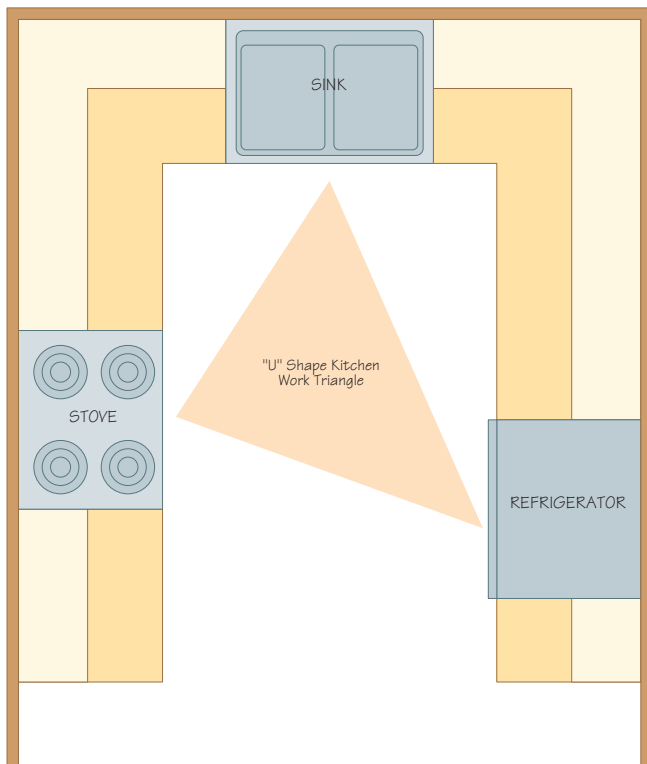 SINK
"U" Shape Kitchen
Work Triangle
STOVE
REFRIGERATOR